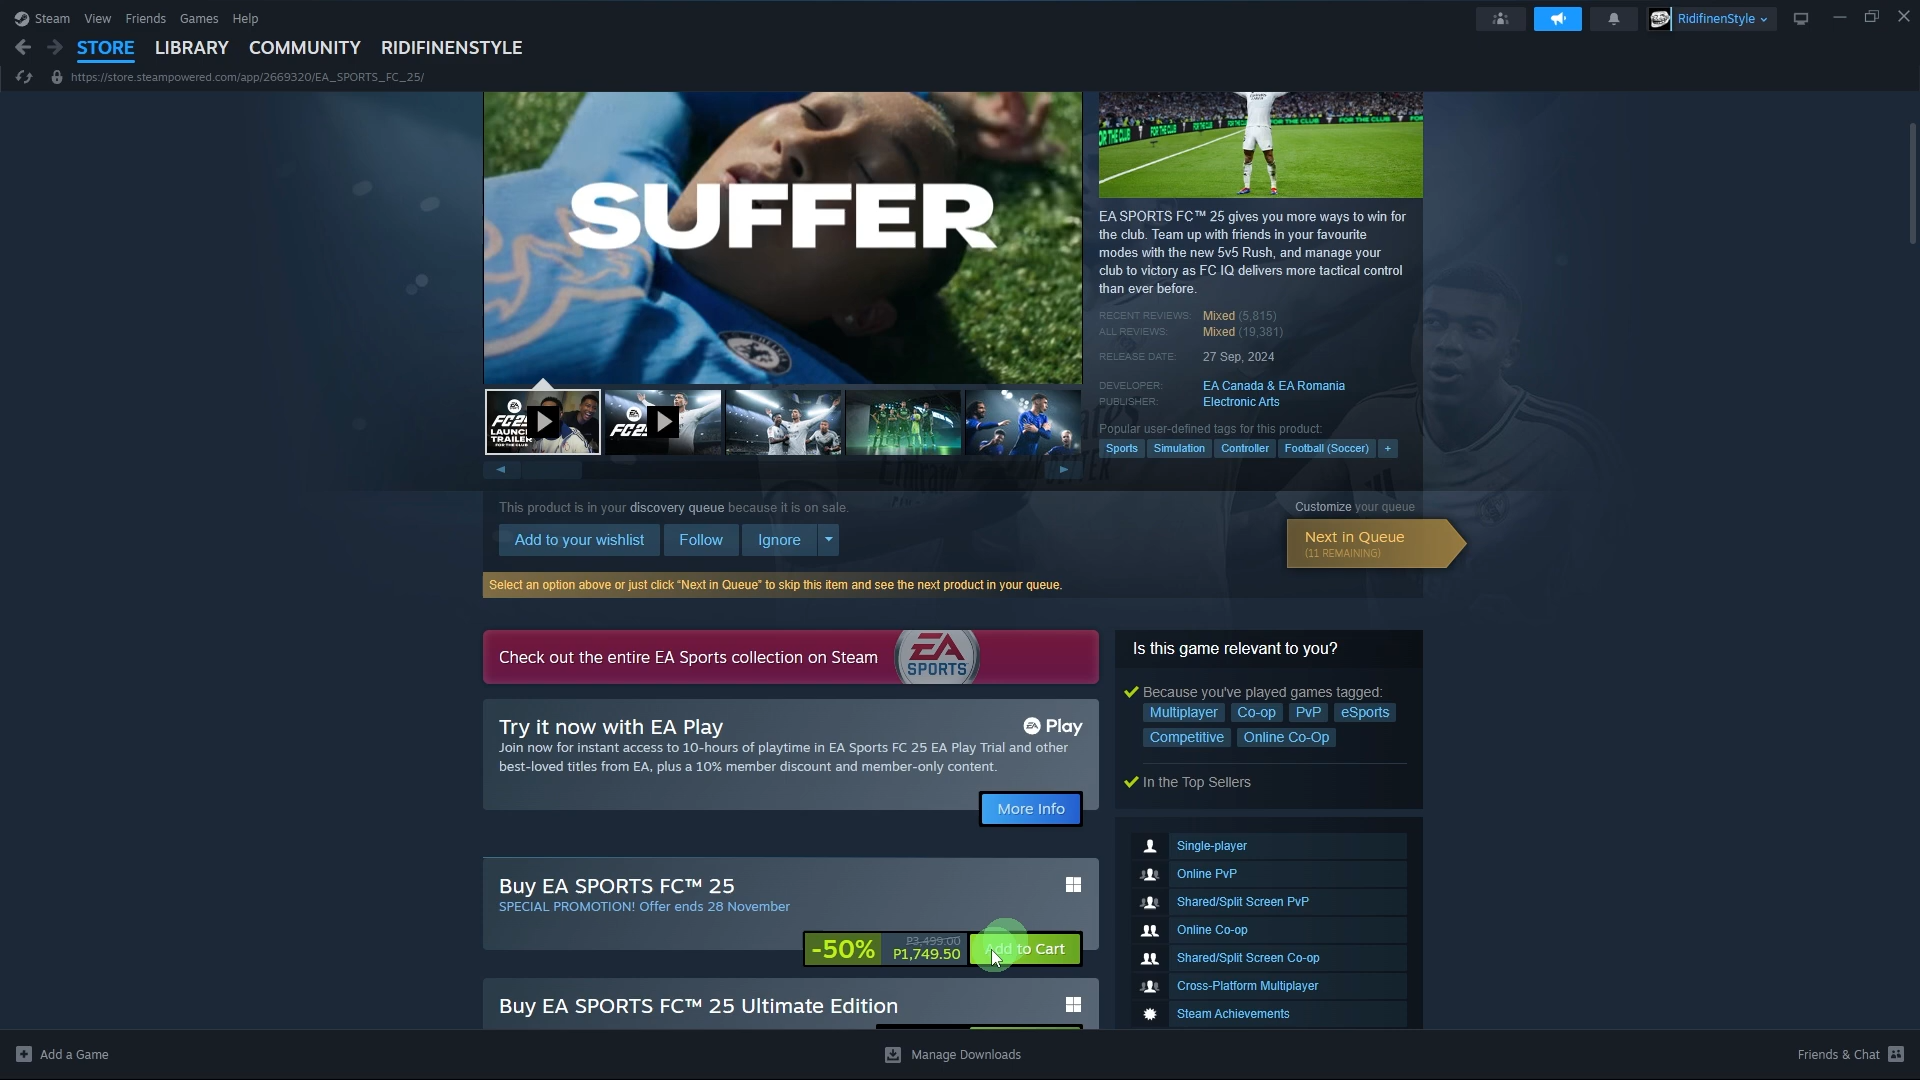 Steam View Friends Games Help
RidifinenStyle
STORE LIBRARY COMMUNITY RIDIFINENSTYLE
https://store.steampowered.com/app/2669320/EA_SPORTS_FC_25/
SUFFER
FOR THE CLUB
EA SPORTS FC™ 25 gives you more ways to win for
the club. Team up with friends in your favourite
modes with the new 5v5 Rush, and manage your
club to victory as FC IQ delivers more tactical control
than ever before.
RECENT REVIEWS: Mixed (5,815)
ALL REVIEWS: Mixed (19,381)
RELEASE DATE: 27 Sep, 2024
DEVELOPER: EA Canada & EA Romania
PUBLISHER: Electronic Arts
Popular user-defined tags for this product:
Sports Simulation Controller Football (Soccer) +
This product is in your discovery queue because it is on sale.
Customize your queue
Add to your wishlist Follow Ignore
Next in Queue
(11 REMAINING)
Select an option above or just click “Next in Queue” to skip this item and see the next product in your queue.
Check out the entire EA Sports collection on Steam
EA
SPORTS
Try it now with EA Play
EA Play
Join now for instant access to 10-hours of playtime in EA Sports FC 25 EA Play Trial and other
best-loved titles from EA, plus a 10% member discount and member-only content.
More Info
Buy EA SPORTS FC™ 25
SPECIAL PROMOTION! Offer ends 28 November
-50%
P3,499.00
P1,749.50
Add to Cart
Buy EA SPORTS FC™ 25 Ultimate Edition
Is this game relevant to you?
Because you've played games tagged:
Multiplayer Co-op PvP eSports
Competitive Online Co-Op
In the Top Sellers
Single-player
Online PvP
Shared/Split Screen PvP
Online Co-op
Shared/Split Screen Co-op
Cross-Platform Multiplayer
Steam Achievements
Add a Game
Manage Downloads
Friends & Chat